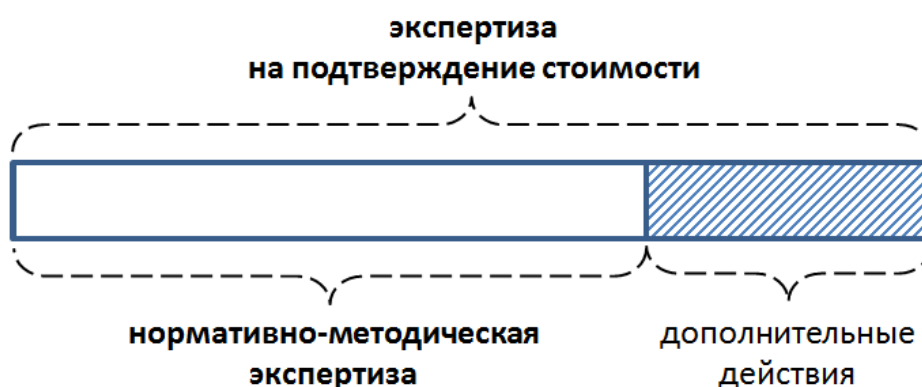 экспертиза
на подтверждение стоимости
нормативно-методическая
экспертиза
дополнительные
действия